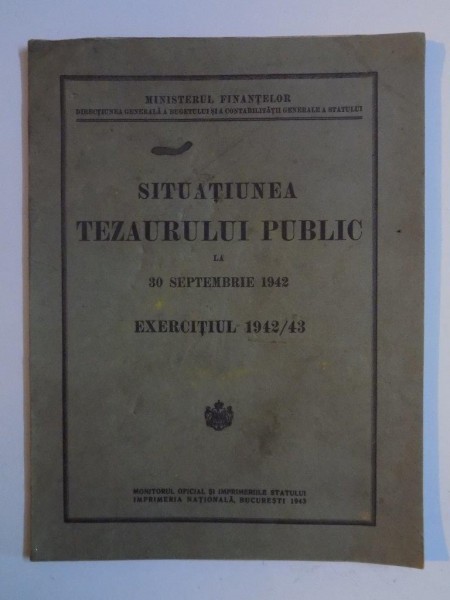 MINISTERUL FINANȚELOR
DIRECȚIUNEA GENERALĂ A BUGETULUI ȘI A CONTABILITĂȚII GENERALE A STATULUI
SITUAȚIUNEA
TEZAURULUI PUBLIC
LA
30 SEPTEMBRIE 1942
EXERCIȚIUL 1942/43
MONITORUL OFICIAL ȘI IMPRIMERIILE STATULUI
IMPRIMERIA NAȚIONALĂ, BUCUREȘTI 1943